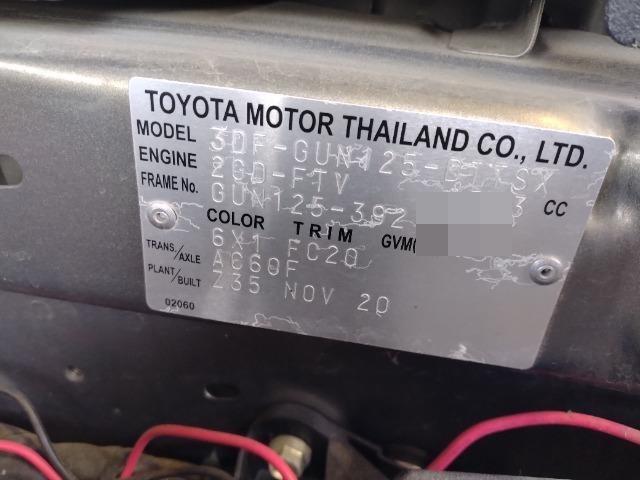 TOYOTA MOTOR THAILAND CO., LTD.
MODEL 3DF-GUN125-
ENGINE 2GD-FTV CC
FRAME No. GUN125-392 3
COLOR TRIM GVM(
6X1 FC20
TRANS./AXLE AC60F
PLANT/BUILT Z35 NOV 20
02060